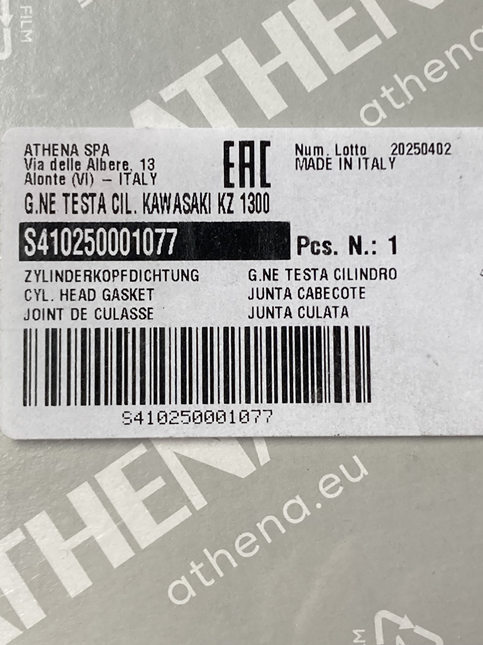 FILM
ATHENA
athena.
ATHENA SPA
Via delle Albere, 13
Alonte (VI) – ITALY
EAC
Num. Lotto 20250402
MADE IN ITALY
G.NE TESTA CIL. KAWASAKI KZ 1300
S410250001077
Pcs. N.: 1
ZYLINDERKOPFDICHTUNG
CYL. HEAD GASKET
JOINT DE CULASSE
G.NE TESTA CILINDRO
JUNTA CABECOTE
JUNTA CULATA
S410250001077
ATHENA
athena.eu